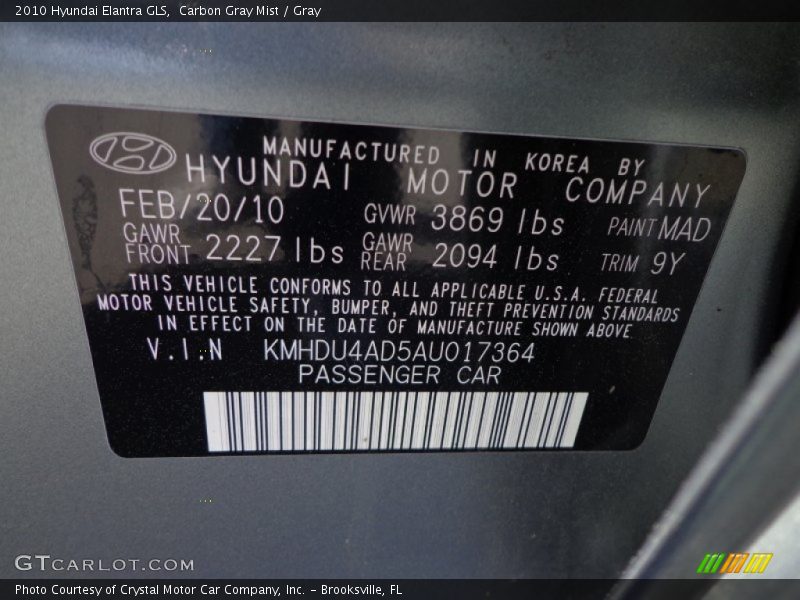 2010 Hyundai Elantra GLS,  Carbon Gray Mist / Gray
MANUFACTURED IN KOREA BY
HYUNDAI MOTOR COMPANY
FEB/20/10 GVWR 3869 lbs PAINT MAD
GAWR FRONT 2227 lbs GAWR REAR 2094 lbs TRIM 9Y
THIS VEHICLE CONFORMS TO ALL APPLICABLE U.S.A. FEDERAL
MOTOR VEHICLE SAFETY, BUMPER, AND THEFT PREVENTION STANDARDS
IN EFFECT ON THE DATE OF MANUFACTURE SHOWN ABOVE.
V.I.N KMHDU4AD5AU017364
PASSENGER CAR
GTCARLOT.COM
Photo Courtesy of Crystal Motor Car Company, Inc. – Brooksville, FL